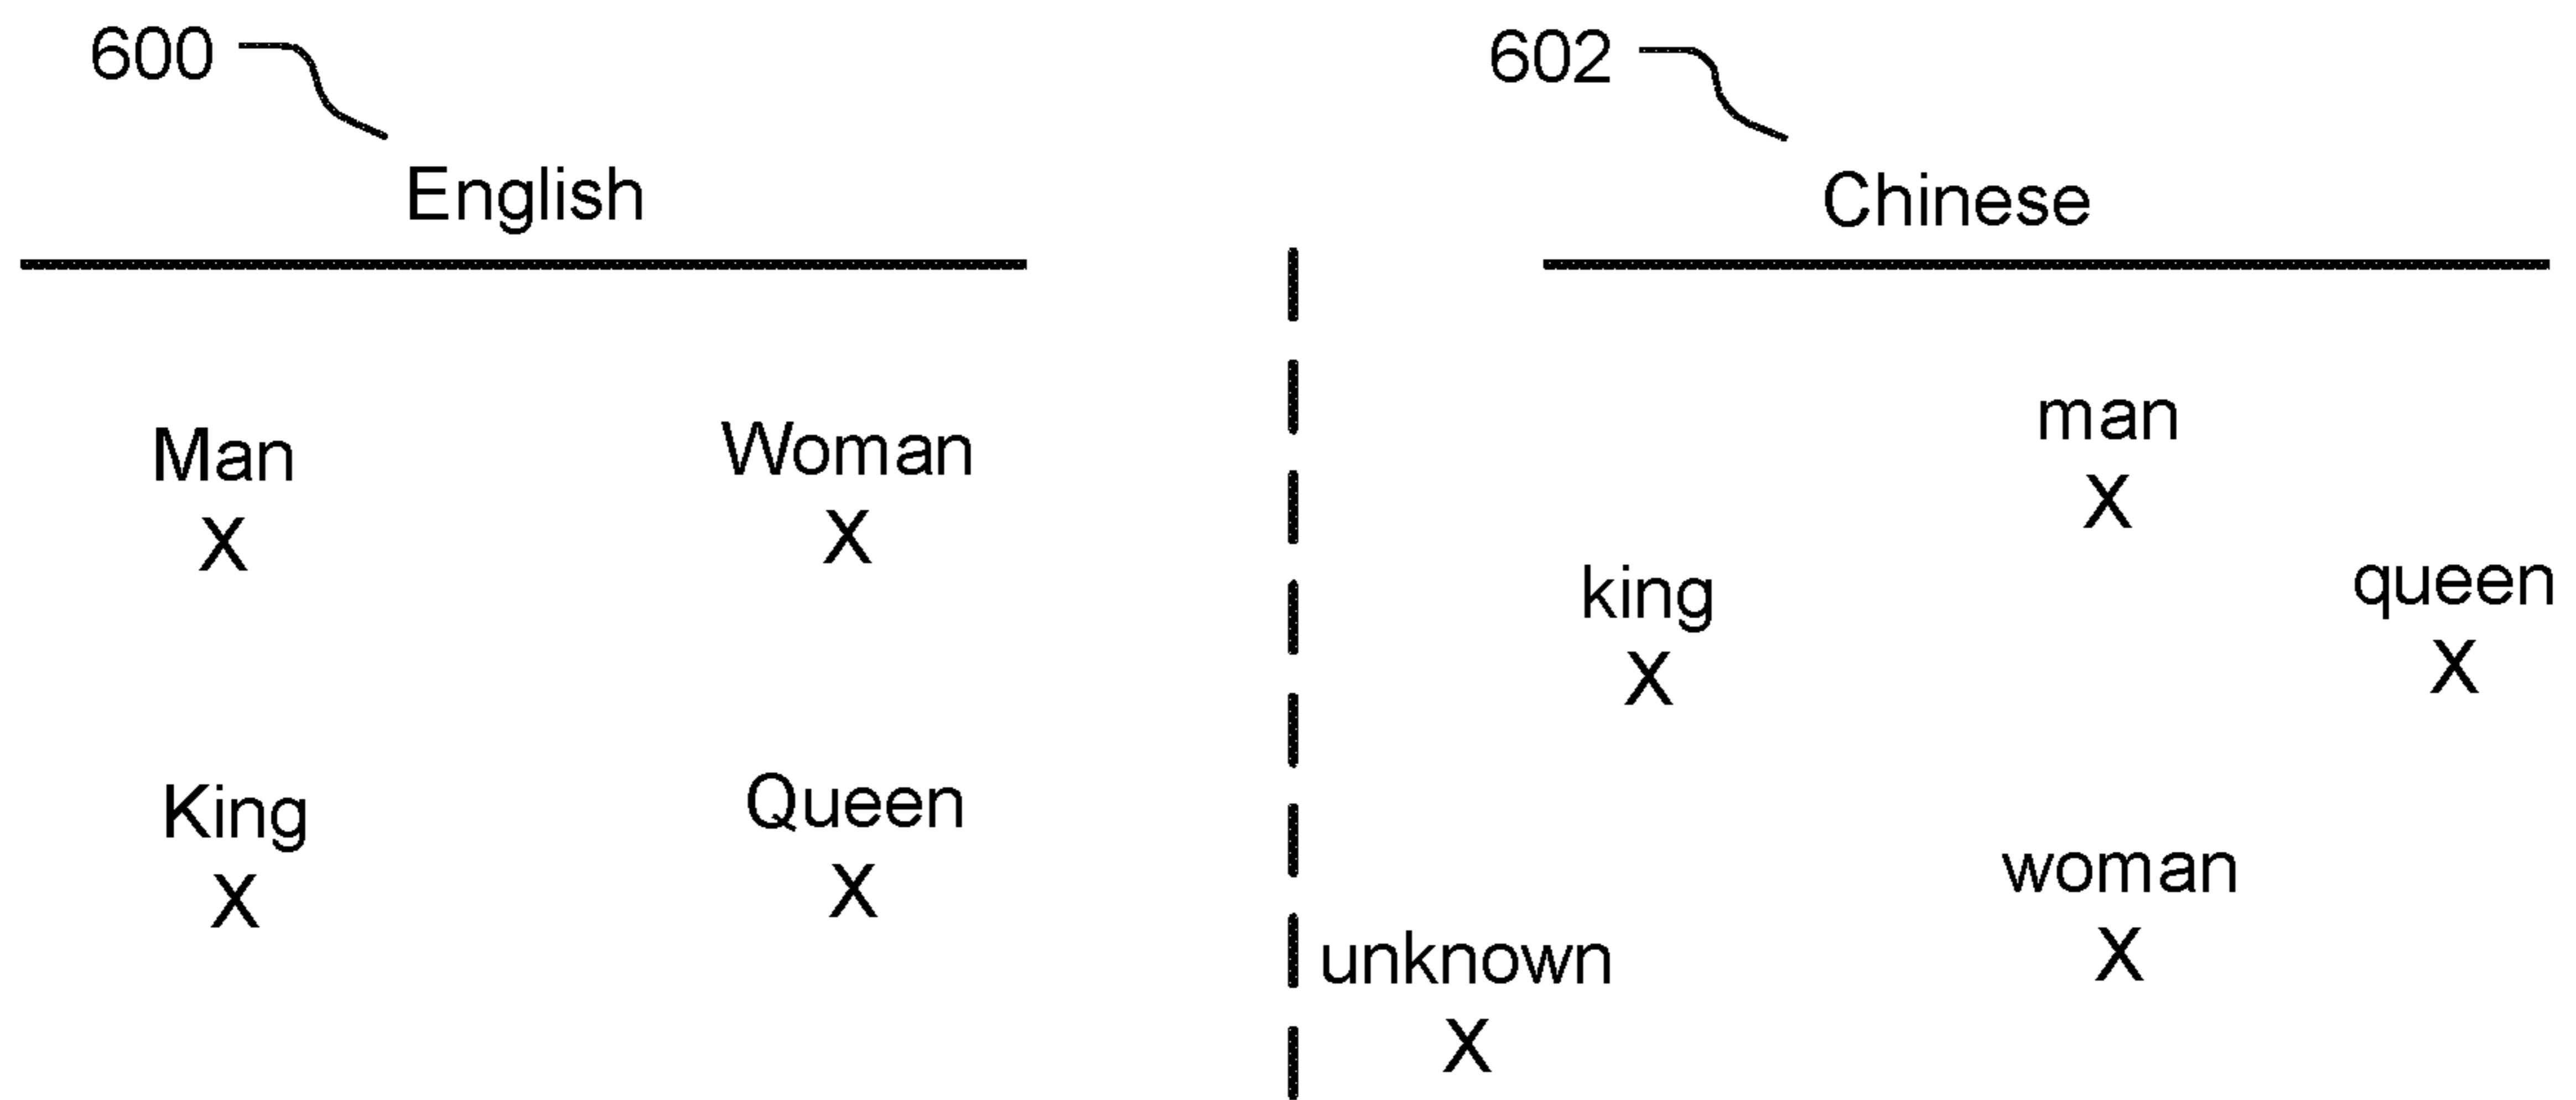 600
English
Man
X
Woman
X
King
X
Queen
X
602
Chinese
man
X
king
X
queen
X
woman
X
unknown
X